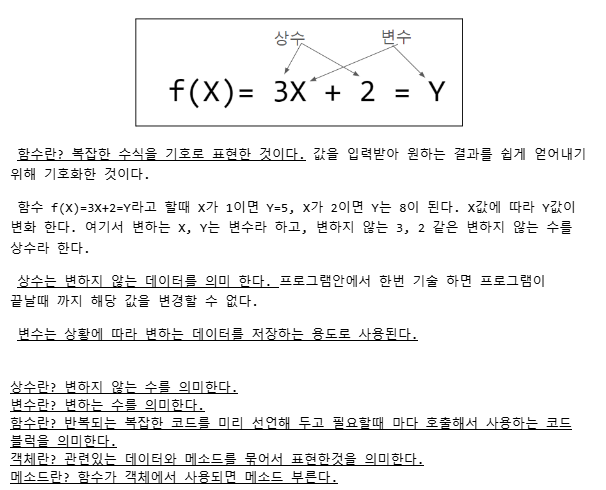 상수 변수
f(X)= 3X + 2 = Y
함수란? 복잡한 수식을 기호로 표현한 것이다. 값을 입력받아 원하는 결과를 쉽게 얻어내기
위해 기호화한 것이다.
함수 f(X)=3X+2=Y라고 할때 X가 1이면 Y=5, X가 2이면 Y는 8이 된다. X값에 따라 Y값이
변화 한다. 여기서 변하는 X, Y는 변수라 하고, 변하지 않는 3, 2 같은 변하지 않는 수를
상수라 한다.
상수는 변하지 않는 데이터를 의미 한다. 프로그램안에서 한번 기술 하면 프로그램이
끝날때 까지 해당 값을 변경할 수 없다.
변수는 상황에 따라 변하는 데이터를 저장하는 용도로 사용된다.
상수란? 변하지 않는 수를 의미한다.
변수란? 변하는 수를 의미한다.
함수란? 반복되는 복잡한 코드를 미리 선언해 두고 필요할때 마다 호출해서 사용하는 코드
블럭을 의미한다.
객체란? 관련있는 데이터와 메소드를 묶어서 표현한것을 의미한다.
메소드란? 함수가 객체에서 사용되면 메소드 부른다.